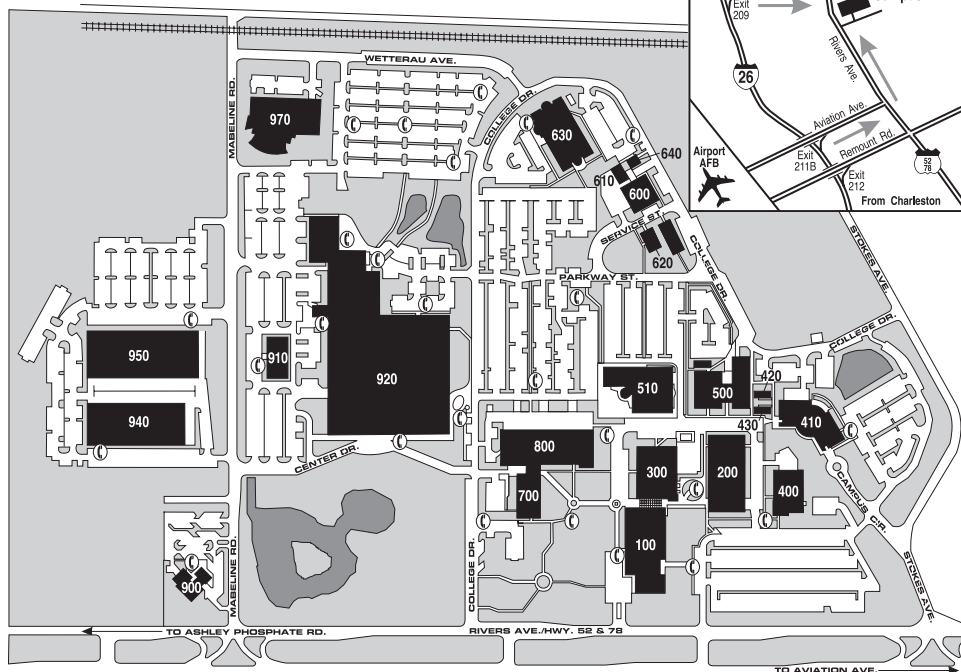 Exit
209
26
Rivers Ave.
Aviation Ave.
Remount Rd.
Exit
211B
Exit
212
52
78
Airport
AFB
From Charleston
WETTERAU AVE.
COLLEGE DR.
MABELINE RD.
970
630
640
610
600
SERVICE ST.
620
COLLEGE DR.
PARKWAY ST.
STOKES AVE.
COLLEGE DR.
950
910
920
510
500
420
940
430
410
CENTER DR.
800
300
200
400
700
CAMPUS CIR.
100
900
MABELINE RD.
COLLEGE DR.
STOKES AVE.
TO ASHLEY PHOSPHATE RD.
RIVERS AVE./HWY. 52 & 78
TO AVIATION AVE.